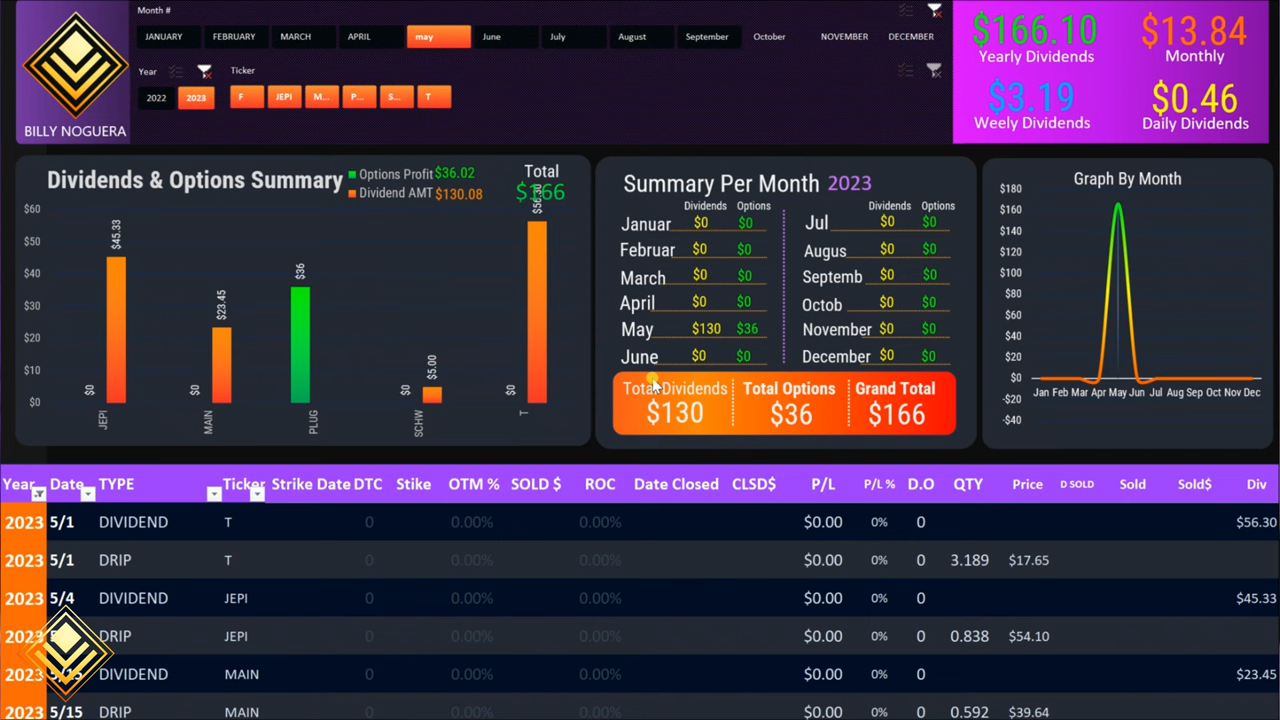 Month #
JANUARY FEBRUARY MARCH APRIL may June July August September October NOVEMBER DECEMBER
Year Ticker
2022 2023 F JEPI M... P... S... T
BILLY NOGUERA
$166.10 $13.84
Yearly Dividends Monthly
$3.19 $0.46
Weely Dividends Daily Dividends
Dividends & Options Summary
Options Profit $36.02
Dividend AMT $130.08
Total
$166
$60
$50
$40
$30
$20
$10
$0
$0 $45.33 $0 $23.45 $36 $0 $5.00 $0 $56.30
JEPI MAIN PLUG SCHW T
Summary Per Month 2023
Dividends Options Dividends Options
Januar $0 $0 Jul $0 $0
Februar $0 $0 Augus $0 $0
March $0 $0 Septemb $0 $0
April $0 $0 Octob $0 $0
May $130 $36 November $0 $0
June $0 $0 December $0 $0
Total Dividends Total Options Grand Total
$130 $36 $166
Graph By Month
$180
$160
$140
$120
$100
$80
$60
$40
$20
$0
-$20
-$40
Jan Feb Mar Apr May Jun Jul Aug Sep Oct Nov Dec
Year Date TYPE Ticker Strike Date DTC Stike OTM % SOLD $ ROC Date Closed CLSD$ P/L P/L % D.O QTY Price D SOLD Sold Sold$ Div
2023 5/1 DIVIDEND T 0 0.00% 0.00% $0.00 0% 0 $56.30
2023 5/1 DRIP T 0 0.00% 0.00% $0.00 0% 0 3.189 $17.65
2023 5/4 DIVIDEND JEPI 0 0.00% 0.00% $0.00 0% 0 $45.33
2023 DRIP JEPI 0 0.00% 0.00% $0.00 0% 0 0.838 $54.10
2023 5/15 DIVIDEND MAIN 0 0.00% 0.00% $0.00 0% 0 $23.45
2023 5/15 DRIP MAIN 0 0.00% 0.00% $0.00 0% 0 0.592 $39.64